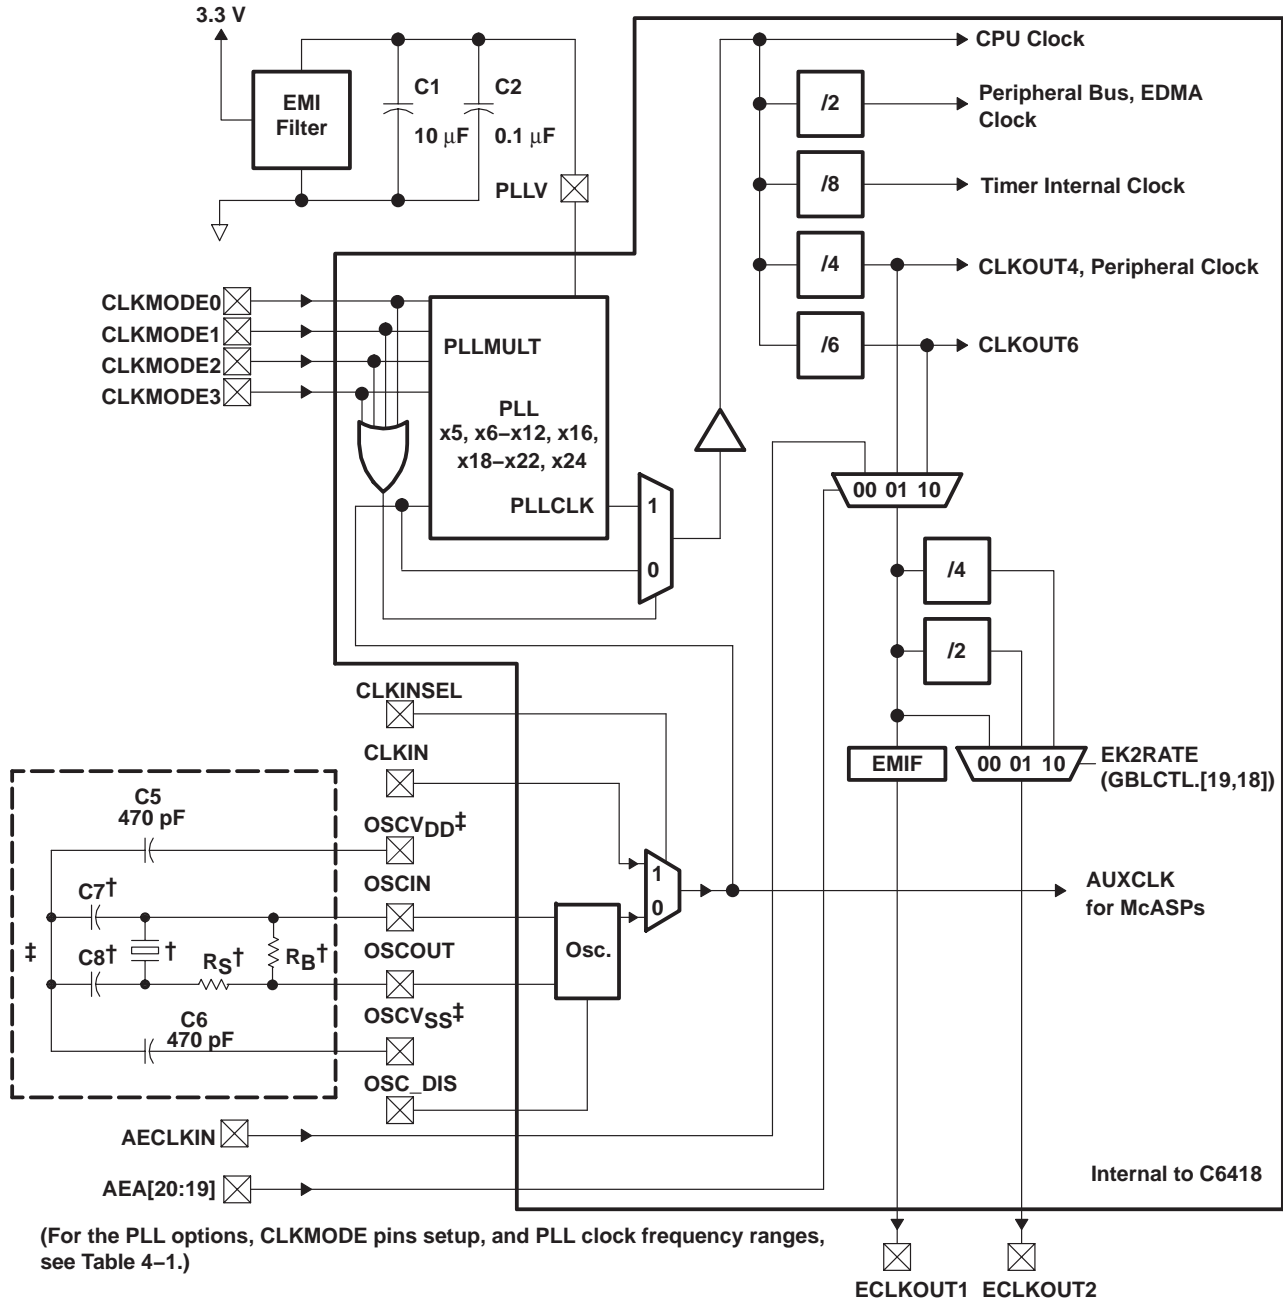 3.3 V
EMI
Filter
C1
10 μF
C2
0.1 μF
PLLV
CPU Clock
/2
Peripheral Bus, EDMA
Clock
/8
Timer Internal Clock
/4
CLKOUT4, Peripheral Clock
/6
CLKOUT6
CLKMODE0
CLKMODE1
CLKMODE2
CLKMODE3
PLLMULT
PLL
x5, x6–x12, x16,
x18–x22, x24
PLLCLK
1
0
00 01 10
/4
/2
EMIF
00 01 10
EK2RATE
(GBLCTL.[19,18])
CLKINSEL
CLKIN
C5
470 pF
OSCVDD‡
OSCIN
C7†
‡
†
C8†
RS†
RB†
OSCOUT
Osc.
1
0
AUXCLK
for McASPs
OSCVSS‡
C6
470 pF
OSC_DIS
AECLKIN
AEA[20:19]
Internal to C6418
(For the PLL options, CLKMODE pins setup, and PLL clock frequency ranges,
see Table 4–1.)
ECLKOUT1 ECLKOUT2